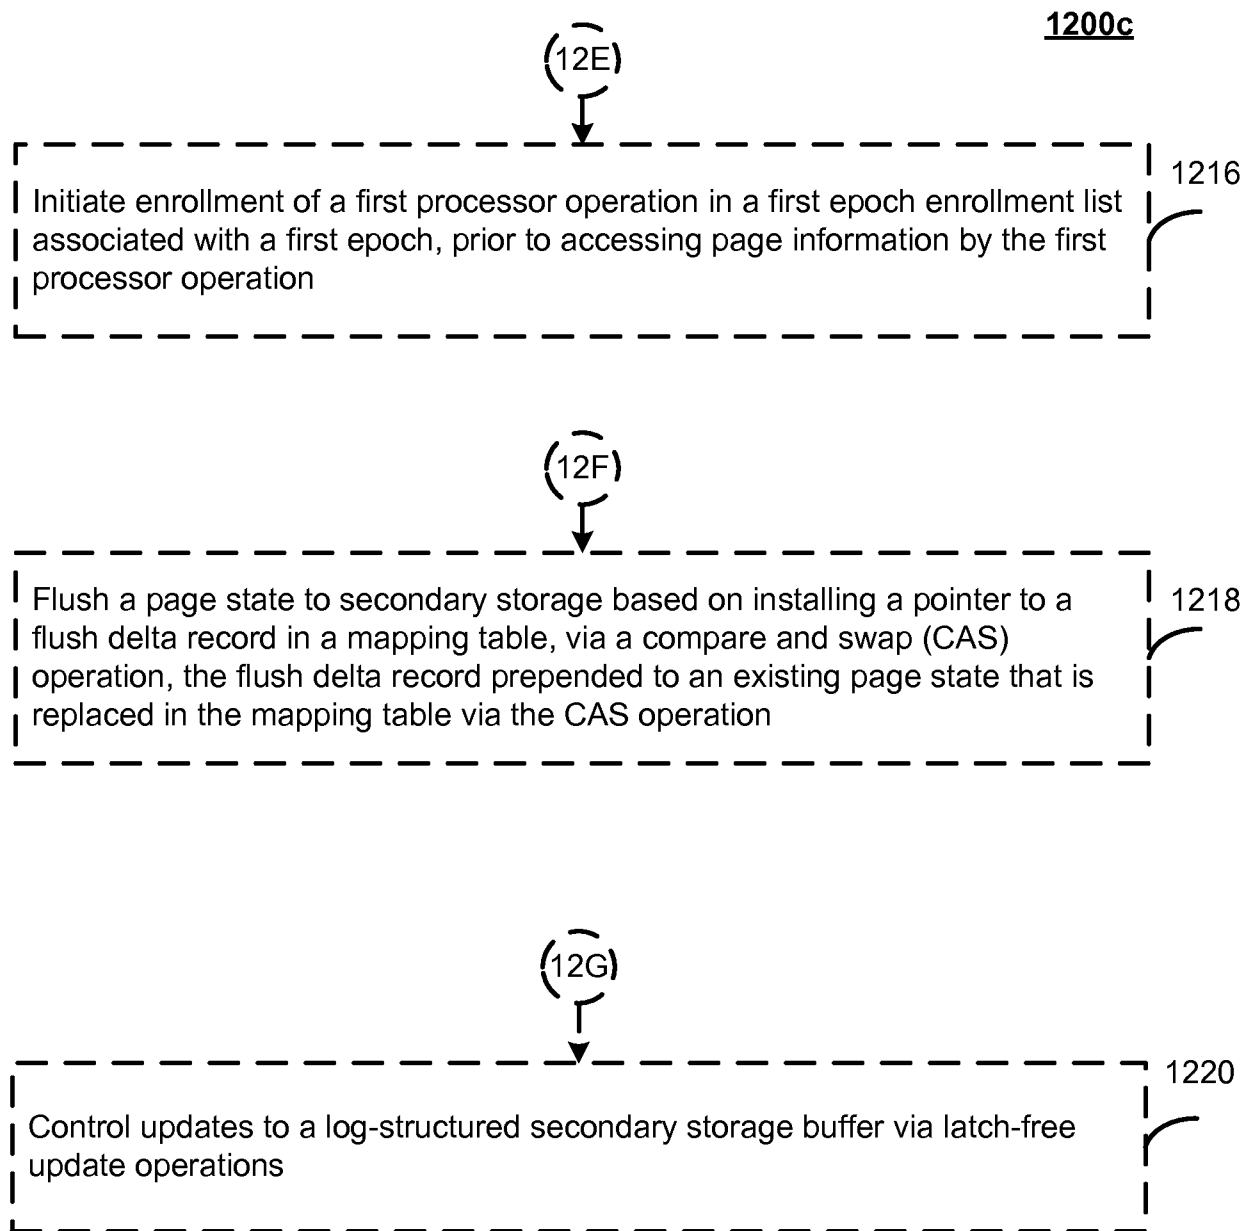 1200c
12E
1216
Initiate enrollment of a first processor operation in a first epoch enrollment list
associated with a first epoch, prior to accessing page information by the first
processor operation
12F
1218
Flush a page state to secondary storage based on installing a pointer to a
flush delta record in a mapping table, via a compare and swap (CAS)
operation, the flush delta record prepended to an existing page state that is
replaced in the mapping table via the CAS operation
12G
1220
Control updates to a log-structured secondary storage buffer via latch-free
update operations